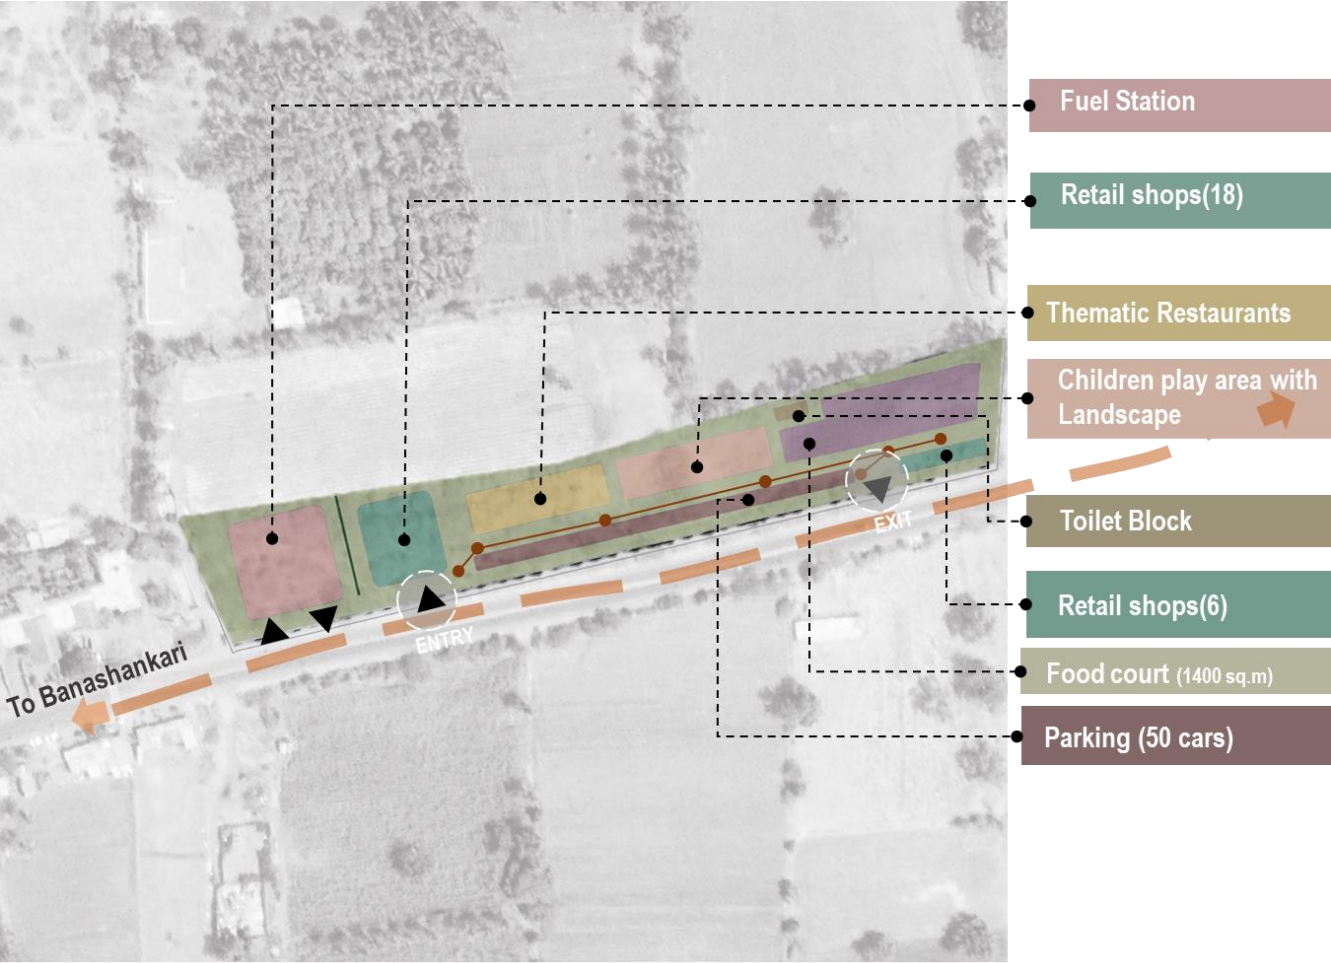 Fuel Station
Retail shops(18)
Thematic Restaurants
Children play area with
Landscape
Toilet Block
Retail shops(6)
Food court (1400 sq.m)
Parking (50 cars)
EXIT
ENTRY
To Banashankari